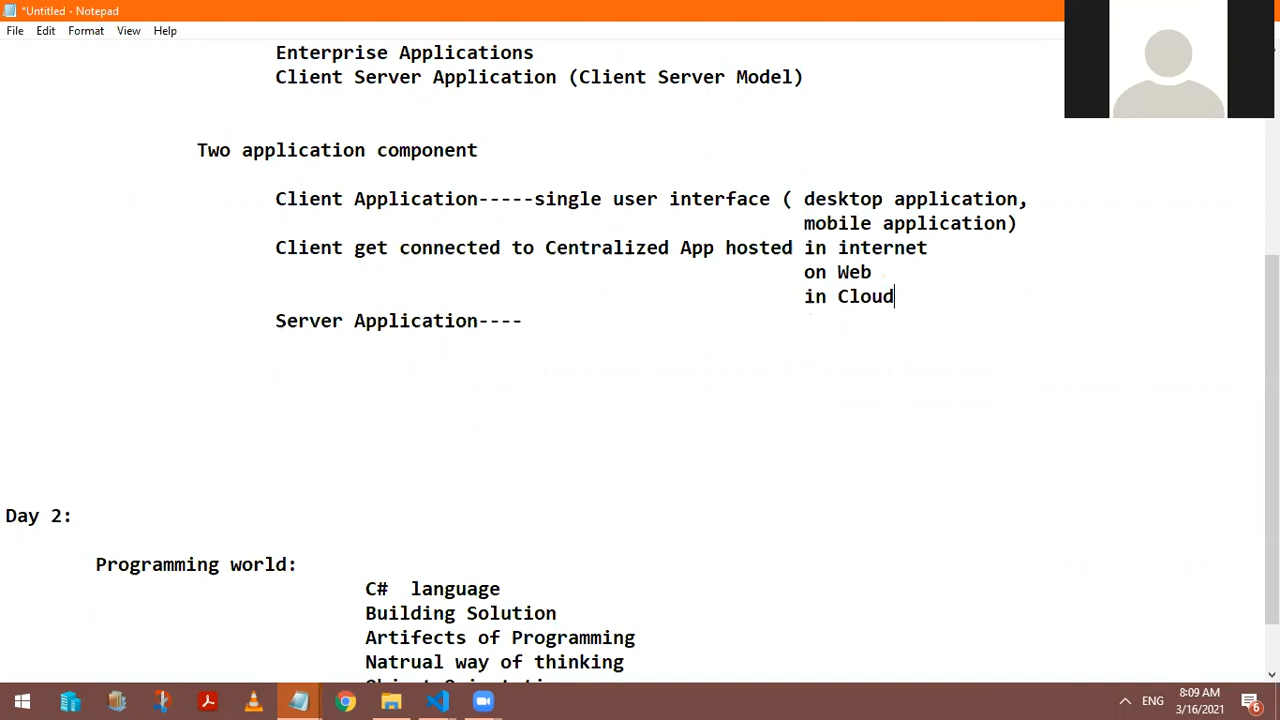 *Untitled - Notepad
File Edit Format View Help
Enterprise Applications
Client Server Application (Client Server Model)
Two application component
Client Application-----single user interface ( desktop application,
mobile application)
Client get connected to Centralized App hosted in internet
on Web
in Cloud
Server Application----
Day 2:
Programming world:
C# language
Building Solution
Artifects of Programming
Natrual way of thinking
ENG
8:09 AM
3/16/2021
6